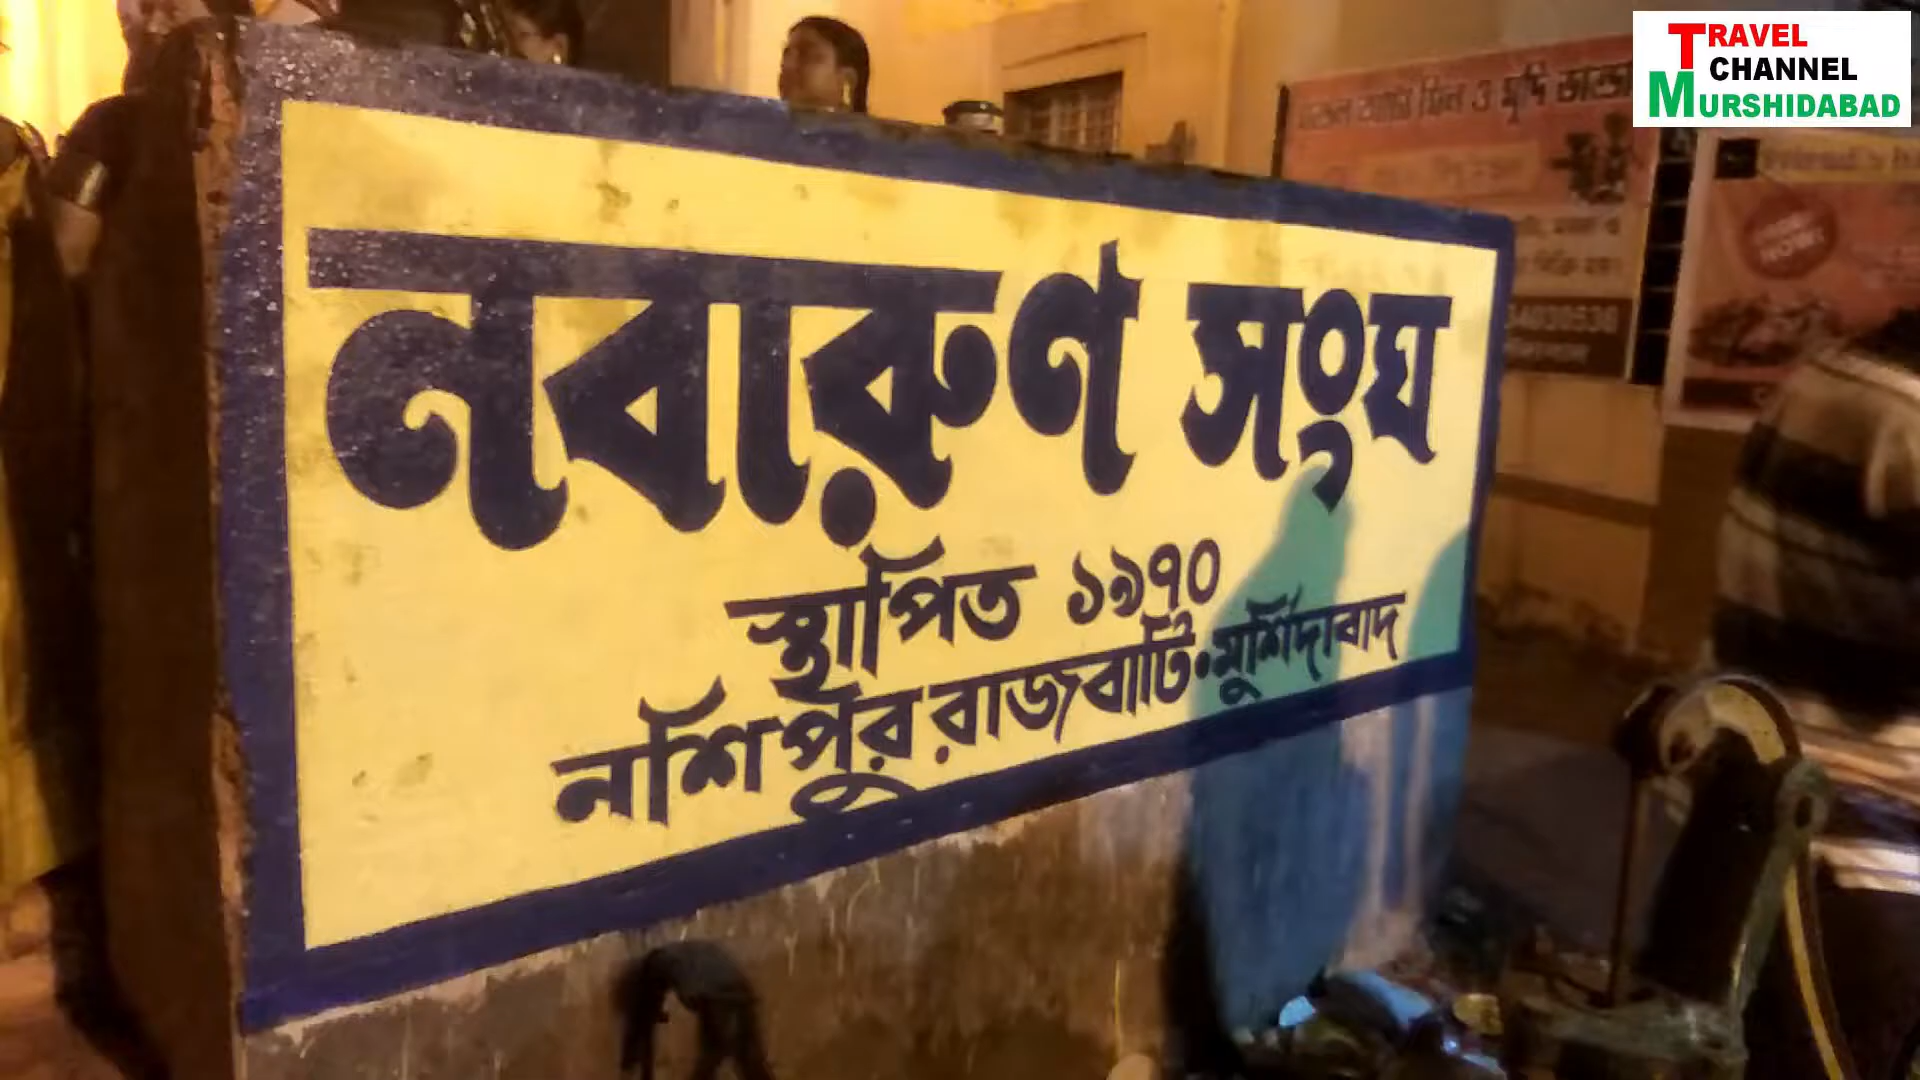 TRAVEL
CHANNEL
MURSHIDABAD
নবারুণ সংঘ
স্থাপিত ১৯৭০
নশিপুর রাজবাটি • মুর্শিদাবাদ
ও মুদি